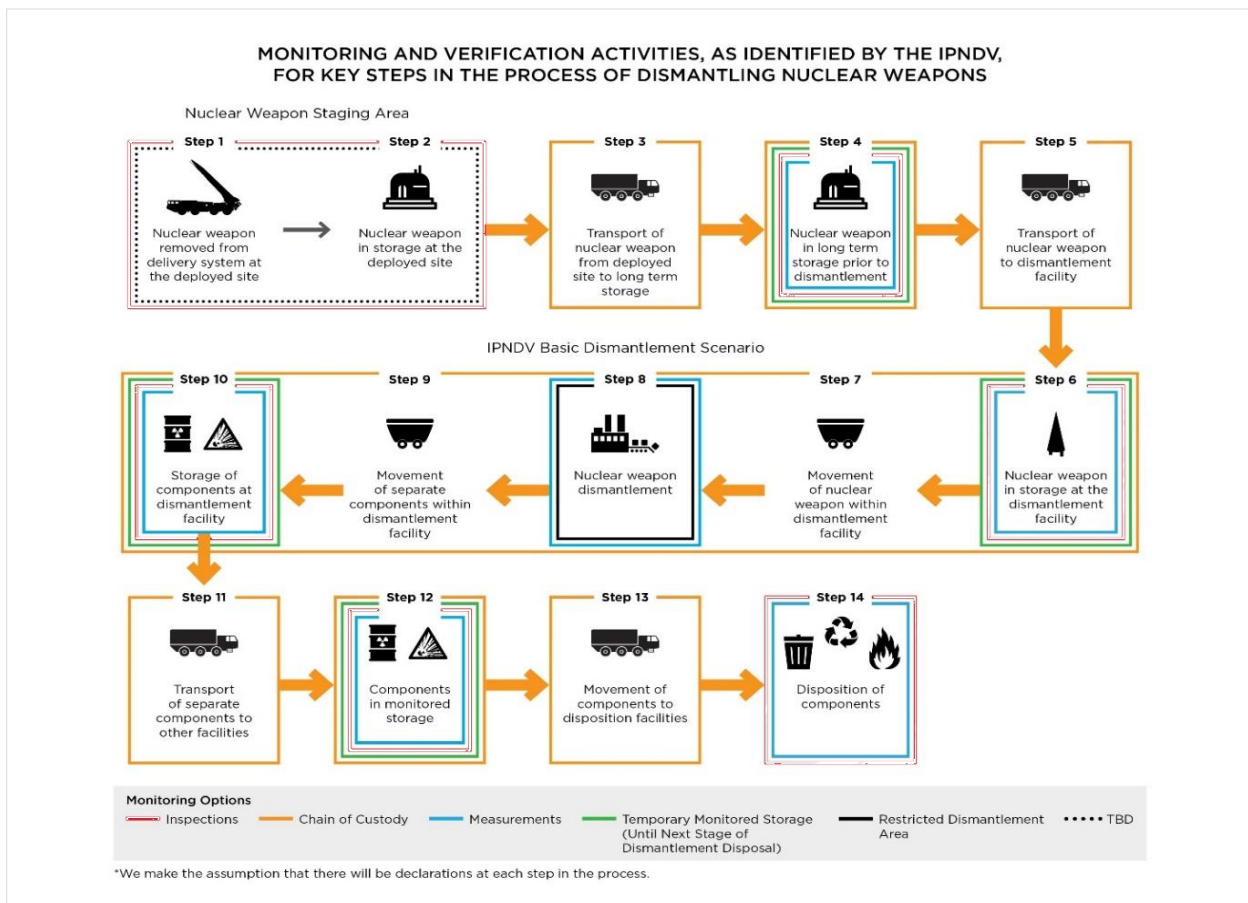 MONITORING AND VERIFICATION ACTIVITIES, AS IDENTIFIED BY THE IPNDV,
FOR KEY STEPS IN THE PROCESS OF DISMANTLING NUCLEAR WEAPONS
Nuclear Weapon Staging Area
Step 1
Nuclear weapon
removed from
delivery system at
the deployed site
Step 2
Nuclear weapon
in storage at the
deployed site
Step 3
Transport of
nuclear weapon
from deployed
site to long term
storage
Step 4
Nuclear weapon
in long term
storage prior to
dismantlement
Step 5
Transport of
nuclear weapon
to dismantlement
facility
IPNDV Basic Dismantlement Scenario
Step 10
Storage of
components at
dismantlement
facility
Step 9
Movement
of separate
components within
dismantlement
facility
Step 8
Nuclear weapon
dismantlement
Step 7
Movement
of nuclear
weapon within
dismantlement
facility
Step 6
Nuclear weapon
in storage at the
dismantlement
facility
Step 11
Transport
of separate
components to
other facilities
Step 12
Components
in monitored
storage
Step 13
Movement of
components to
disposition facilities
Step 14
Disposition of
components
Monitoring Options
Inspections
Chain of Custody
Measurements
Temporary Monitored Storage
(Until Next Stage of
Dismantlement Disposal)
Restricted Dismantlement
Area
TBD
*We make the assumption that there will be declarations at each step in the process.